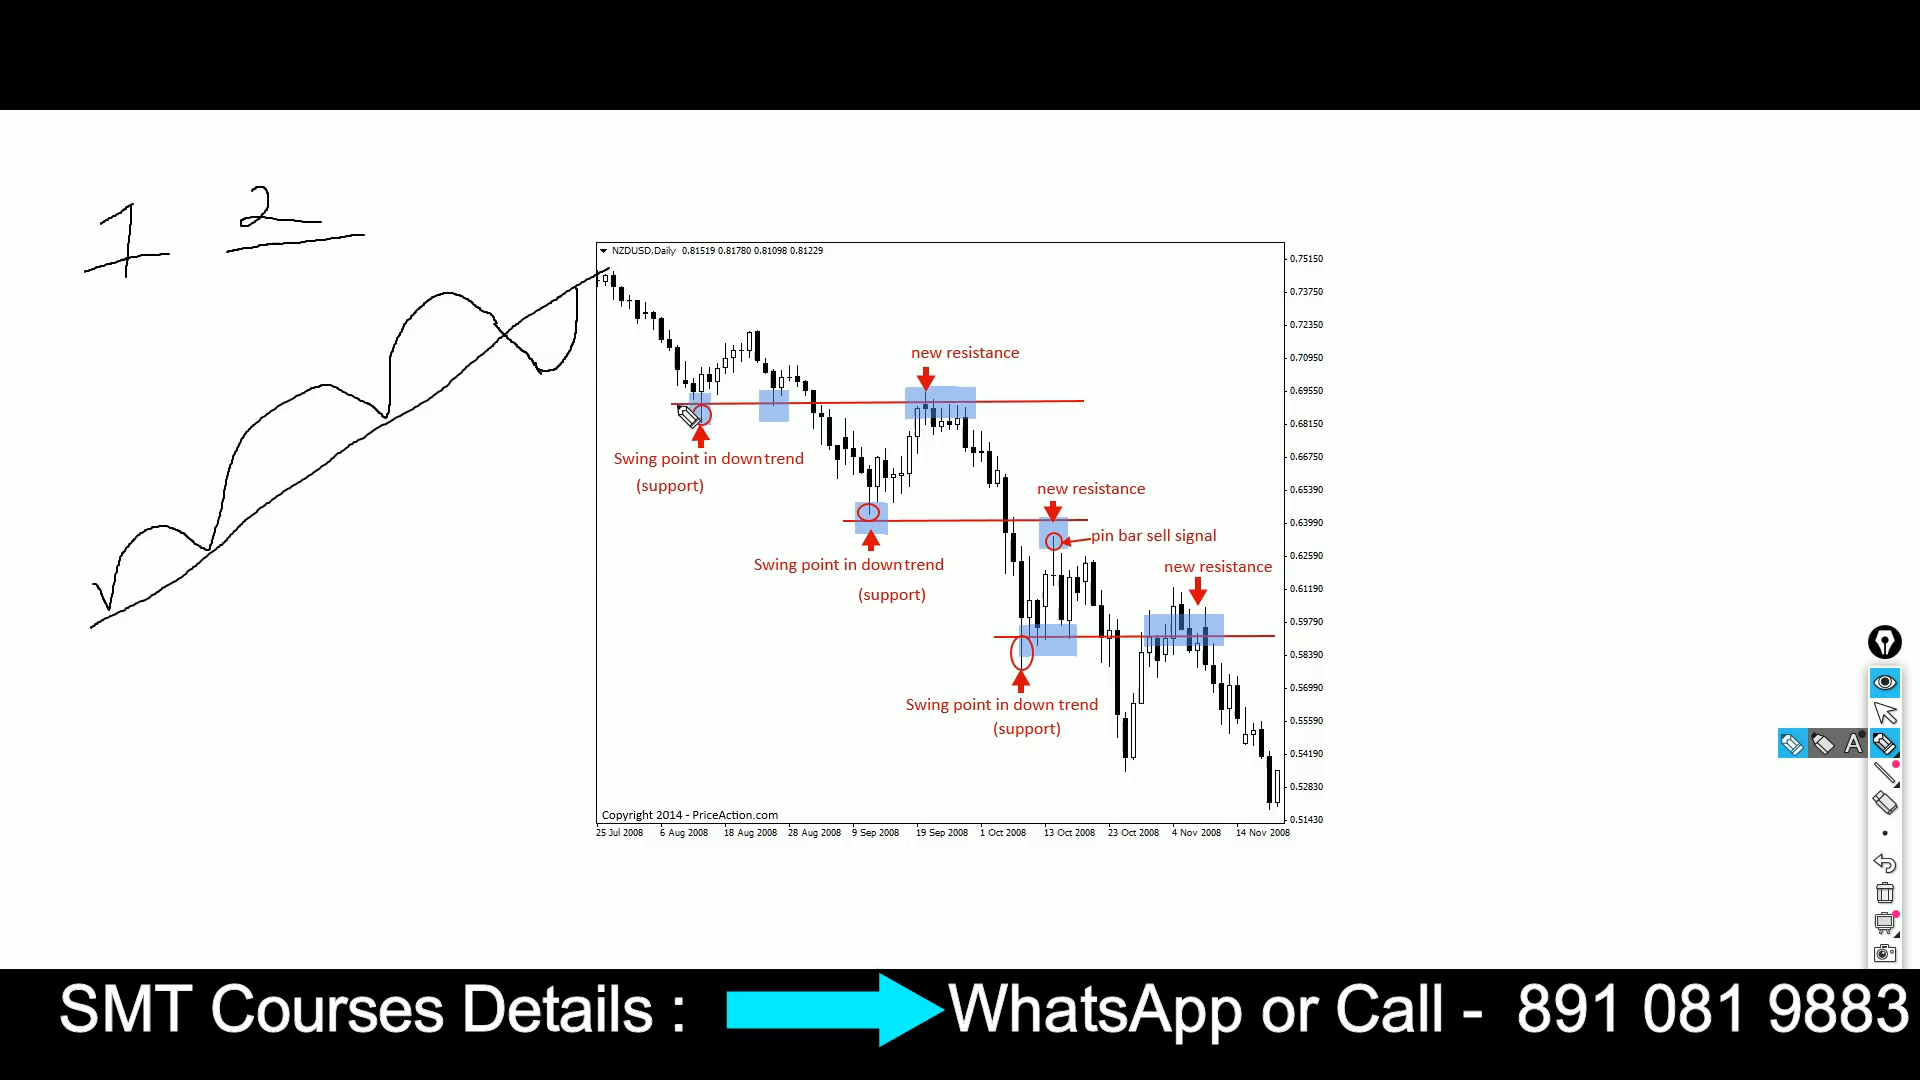 1 2
NZDUSD,Daily 0.81519 0.81780 0.81098 0.81229
0.75150
0.73750
0.72350
0.70950
0.69550
0.68150
0.66750
0.65390
0.63990
0.62590
0.61190
0.59790
0.58390
0.56990
0.55590
0.54190
0.52830
0.51430
new resistance
Swing point in down trend
(support)
new resistance
pin bar sell signal
Swing point in down trend
(support)
new resistance
Swing point in down trend
(support)
A
Copyright 2014 - PriceAction.com
25 Jul 2008 6 Aug 2008 18 Aug 2008 28 Aug 2008 9 Sep 2008 19 Sep 2008 1 Oct 2008 13 Oct 2008 23 Oct 2008 4 Nov 2008 14 Nov 2008
SMT Courses Details : WhatsApp or Call - 891 081 9883